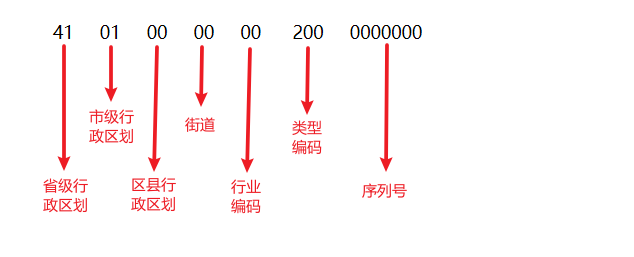 41 01 00 00 00 200 0000000
市级行
政区划
街道
类型
编码
省级行
政区划
区县行
政区划
行业
编码
序列号